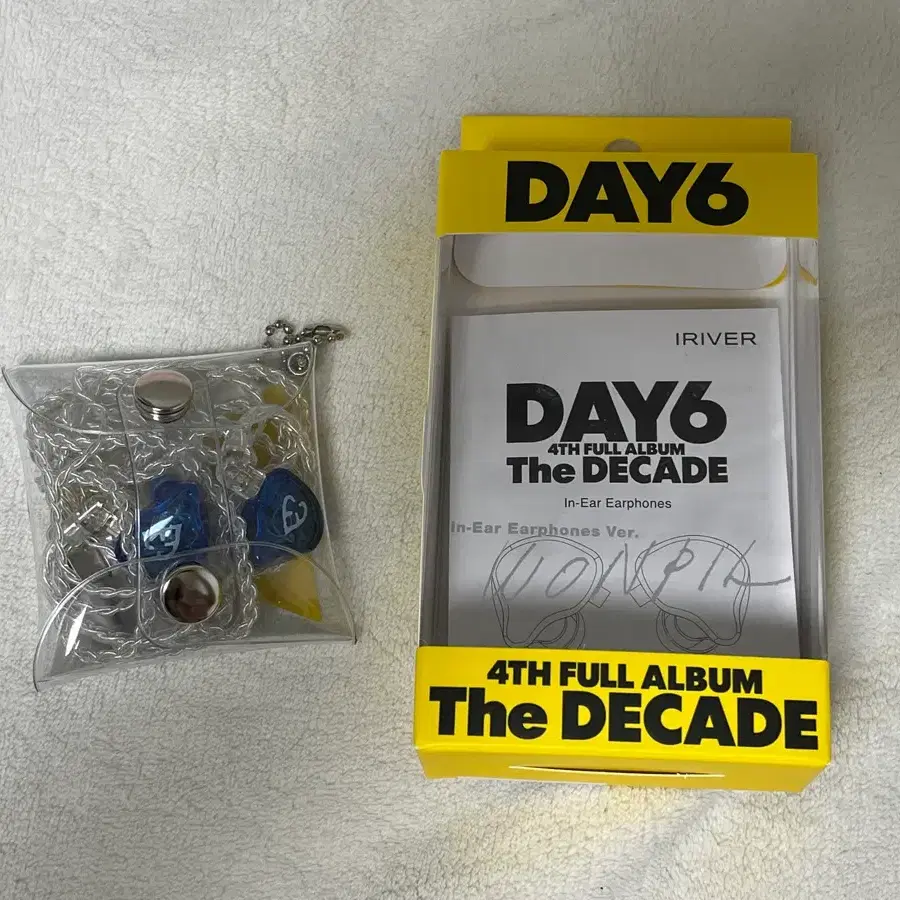 DAY6
IRIVER
DAY6
4TH FULL ALBUM
The DECADE
In-Ear Earphones
In-Ear Earphones Ver.
WONPIL
4TH FULL ALBUM
The DECADE